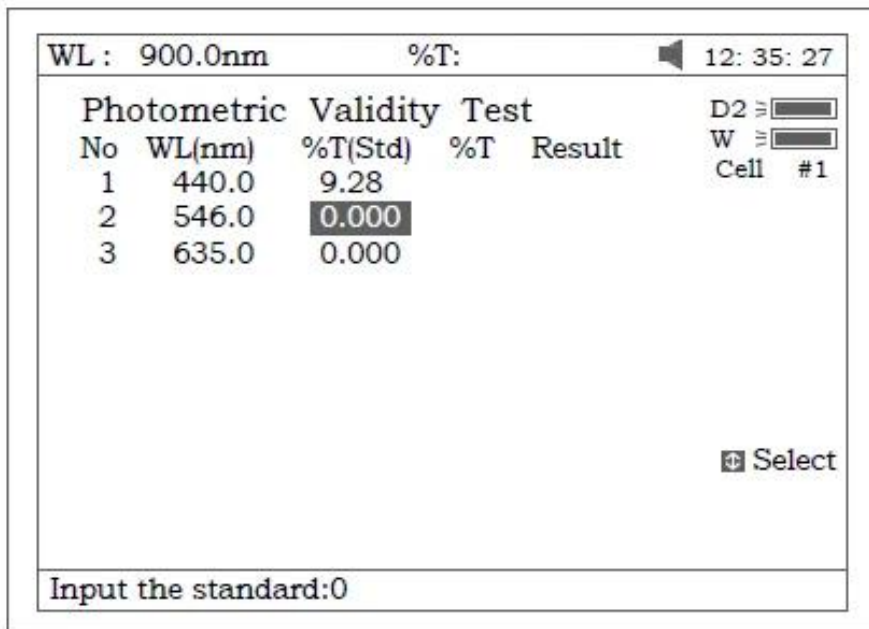 WL : 900.0nm %T: 12: 35: 27
Photometric Validity Test
D2
No WL(nm) %T(Std) %T Result
W
Cell #1
1 440.0 9.28
2 546.0 0.000
3 635.0 0.000
Select
Input the standard:0